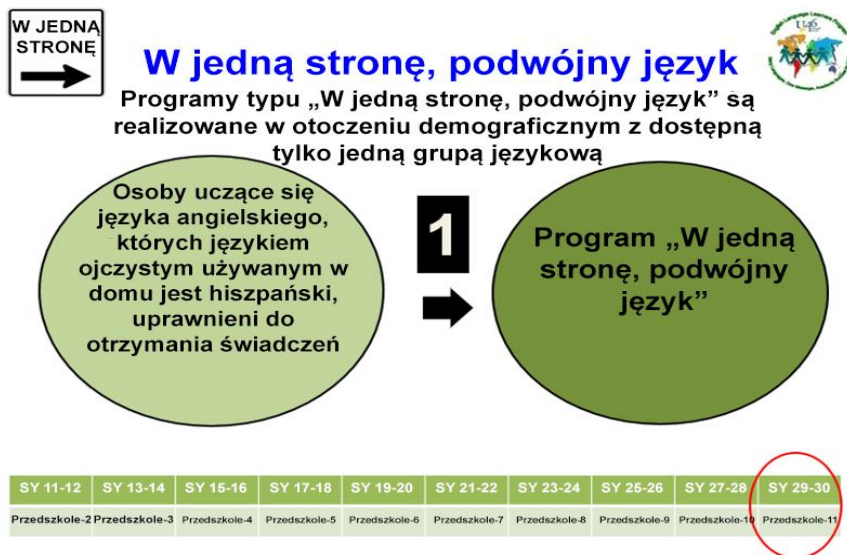 W JEDNĄ
STRONĘ
W jedną stronę, podwójny język
Programy typu „W jedną stronę, podwójny język” są
realizowane w otoczeniu demograficznym z dostępną
tylko jedną grupą językową
Osoby uczące się
języka angielskiego,
których językiem
ojczystym używanym w
domu jest hiszpański,
uprawnieni do
otrzymania świadczeń
1
Program „W jedną
stronę, podwójny
język”
SY 11-12 SY 13-14 SY 15-16 SY 17-18 SY 19-20 SY 21-22 SY 23-24 SY 25-26 SY 27-28 SY 29-30
Przedszkole-2 Przedszkole-3 Przedszkole-4 Przedszkole-5 Przedszkole-6 Przedszkole-7 Przedszkole-8 Przedszkole-9 Przedszkole-10 Przedszkole-11